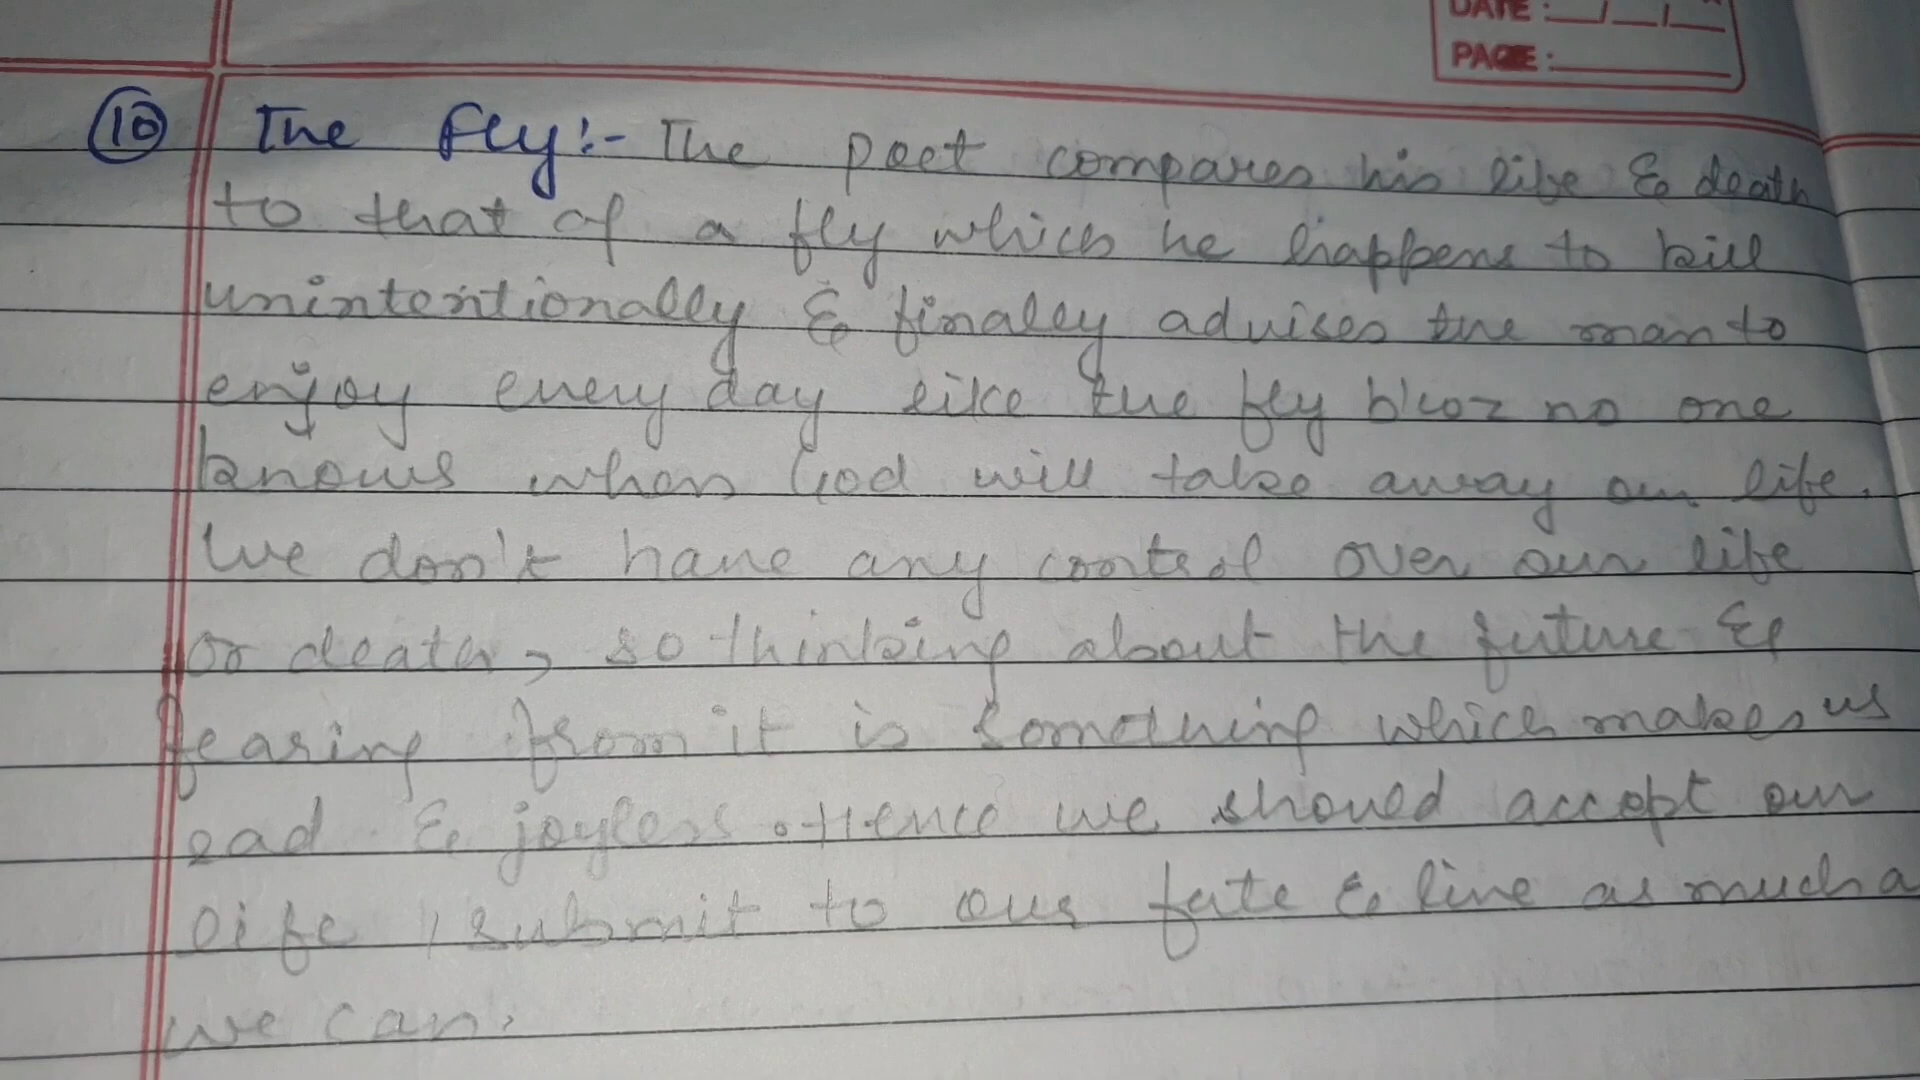 DATE : __/__/__
PAGE :
(10) The Fly:- The poet compares his life & death
to that of a fly which he happens to kill
unintentionally & finally advises the man to
enjoy every day like the fly b'coz no one
knows when God will take away our life.
We don't have any control over our life
or death, so thinking about the future &
fearing from it is something which makes us
sad & joyless. Hence we should accept our
life, submit to our fate & live as much a
we can.